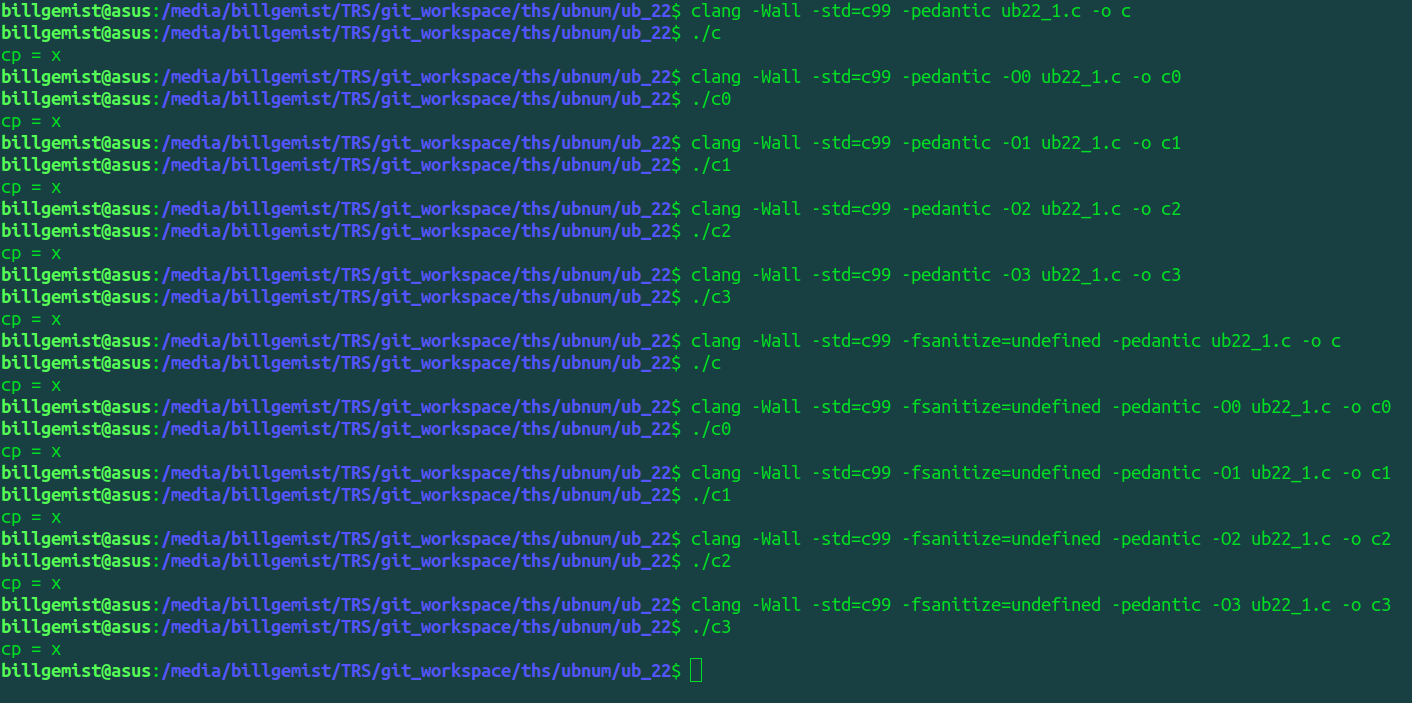 billgemist@asus:/media/billgemist/TRS/git_workspace/ths/ubnum/ub_22$ clang -Wall -std=c99 -pedantic ub22_1.c -o c
billgemist@asus:/media/billgemist/TRS/git_workspace/ths/ubnum/ub_22$ ./c
cp = x
billgemist@asus:/media/billgemist/TRS/git_workspace/ths/ubnum/ub_22$ clang -Wall -std=c99 -pedantic -O0 ub22_1.c -o c0
billgemist@asus:/media/billgemist/TRS/git_workspace/ths/ubnum/ub_22$ ./c0
cp = x
billgemist@asus:/media/billgemist/TRS/git_workspace/ths/ubnum/ub_22$ clang -Wall -std=c99 -pedantic -O1 ub22_1.c -o c1
billgemist@asus:/media/billgemist/TRS/git_workspace/ths/ubnum/ub_22$ ./c1
cp = x
billgemist@asus:/media/billgemist/TRS/git_workspace/ths/ubnum/ub_22$ clang -Wall -std=c99 -pedantic -O2 ub22_1.c -o c2
billgemist@asus:/media/billgemist/TRS/git_workspace/ths/ubnum/ub_22$ ./c2
cp = x
billgemist@asus:/media/billgemist/TRS/git_workspace/ths/ubnum/ub_22$ clang -Wall -std=c99 -pedantic -O3 ub22_1.c -o c3
billgemist@asus:/media/billgemist/TRS/git_workspace/ths/ubnum/ub_22$ ./c3
cp = x
billgemist@asus:/media/billgemist/TRS/git_workspace/ths/ubnum/ub_22$ clang -Wall -std=c99 -fsanitize=undefined -pedantic ub22_1.c -o c
billgemist@asus:/media/billgemist/TRS/git_workspace/ths/ubnum/ub_22$ ./c
cp = x
billgemist@asus:/media/billgemist/TRS/git_workspace/ths/ubnum/ub_22$ clang -Wall -std=c99 -fsanitize=undefined -pedantic -O0 ub22_1.c -o c0
billgemist@asus:/media/billgemist/TRS/git_workspace/ths/ubnum/ub_22$ ./c0
cp = x
billgemist@asus:/media/billgemist/TRS/git_workspace/ths/ubnum/ub_22$ clang -Wall -std=c99 -fsanitize=undefined -pedantic -O1 ub22_1.c -o c1
billgemist@asus:/media/billgemist/TRS/git_workspace/ths/ubnum/ub_22$ ./c1
cp = x
billgemist@asus:/media/billgemist/TRS/git_workspace/ths/ubnum/ub_22$ clang -Wall -std=c99 -fsanitize=undefined -pedantic -O2 ub22_1.c -o c2
billgemist@asus:/media/billgemist/TRS/git_workspace/ths/ubnum/ub_22$ ./c2
cp = x
billgemist@asus:/media/billgemist/TRS/git_workspace/ths/ubnum/ub_22$ clang -Wall -std=c99 -fsanitize=undefined -pedantic -O3 ub22_1.c -o c3
billgemist@asus:/media/billgemist/TRS/git_workspace/ths/ubnum/ub_22$ ./c3
cp = x
billgemist@asus:/media/billgemist/TRS/git_workspace/ths/ubnum/ub_22$